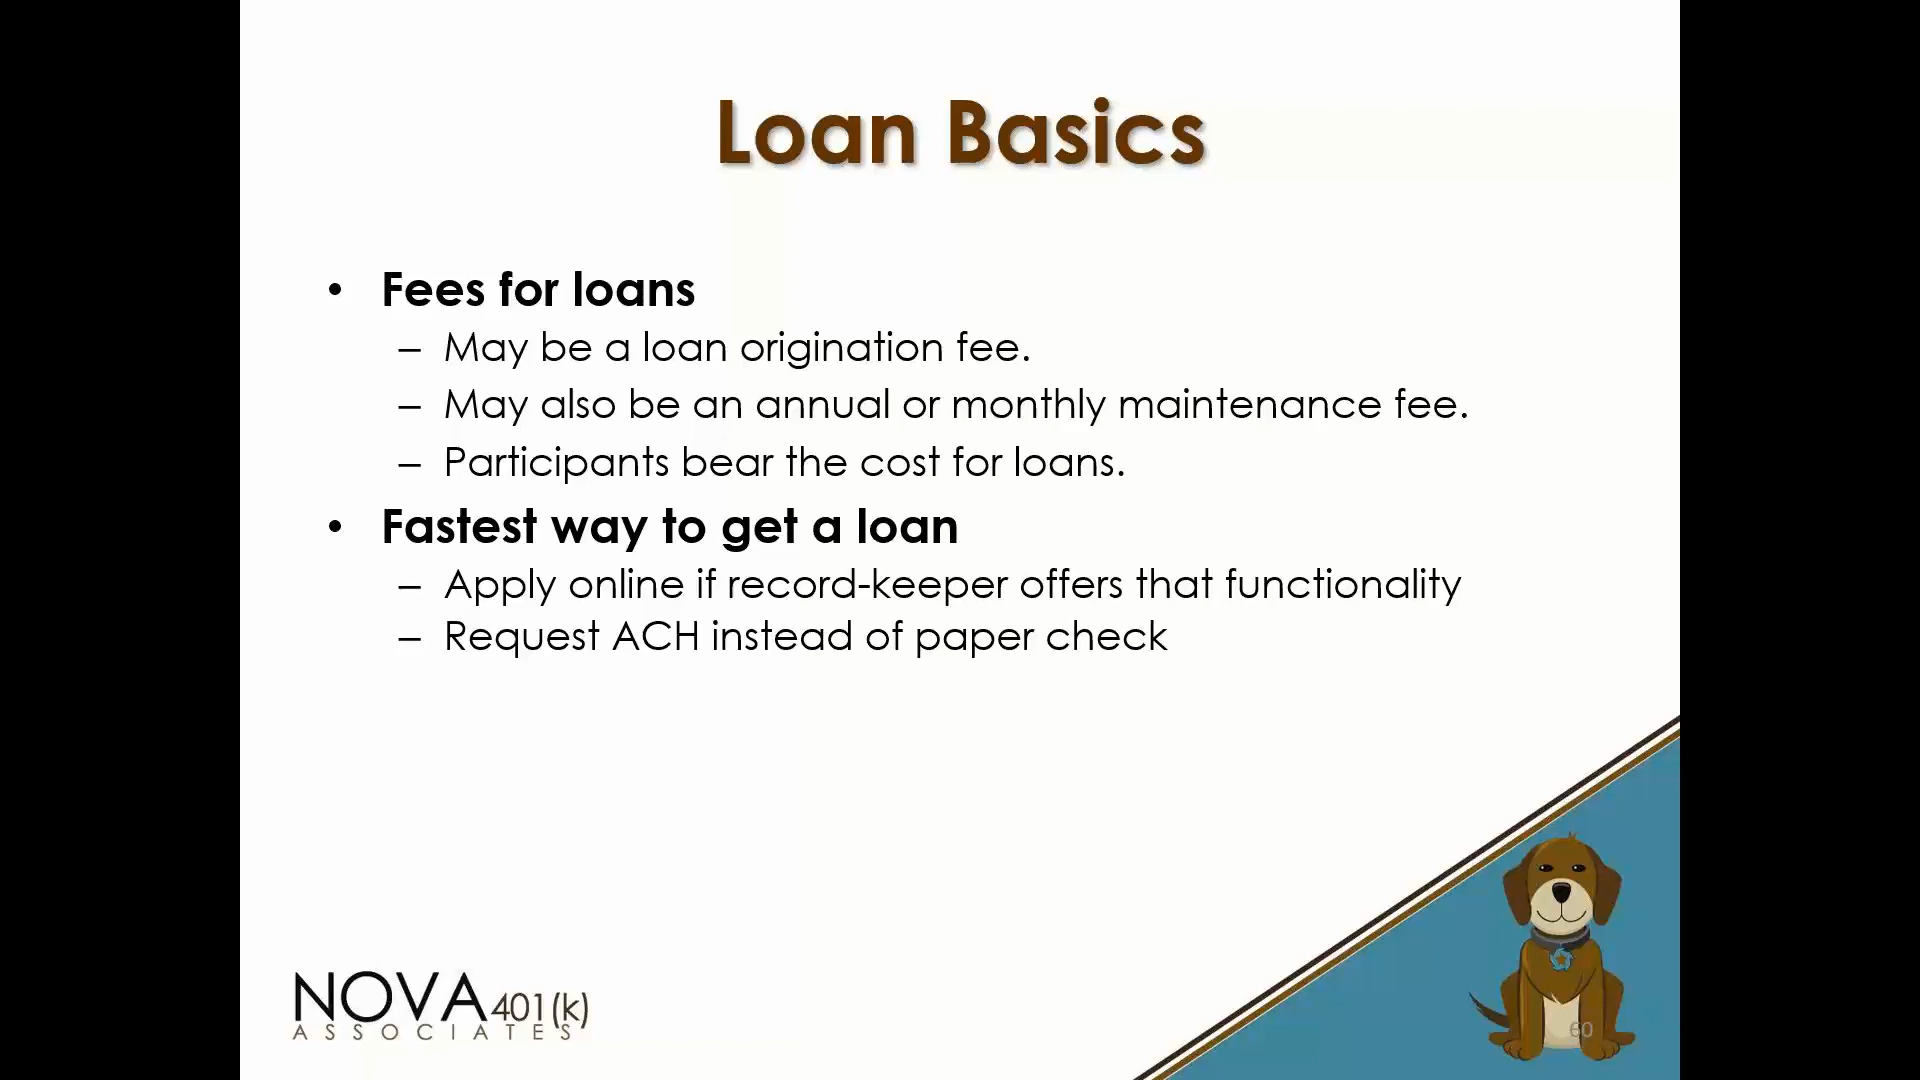 Loan Basics
• Fees for loans
– May be a loan origination fee.
– May also be an annual or monthly maintenance fee.
– Participants bear the cost for loans.
• Fastest way to get a loan
– Apply online if record-keeper offers that functionality
– Request ACH instead of paper check
NOVA 401(k)
ASSOCIATES
60